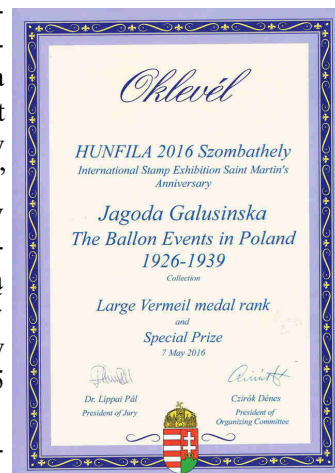 Oklevél
HUNFILA 2016 Szombathely
International Stamp Exhibition Saint Martin's
Anniversary
Jagoda Galusinska
The Ballon Events in Poland
1926-1939
Collection
Large Vermeil medal rank
and
Special Prize
7 May 2016
Dr. Lippai Pál
President of Jury
Czirók Dénes
President of
Organizing Committee